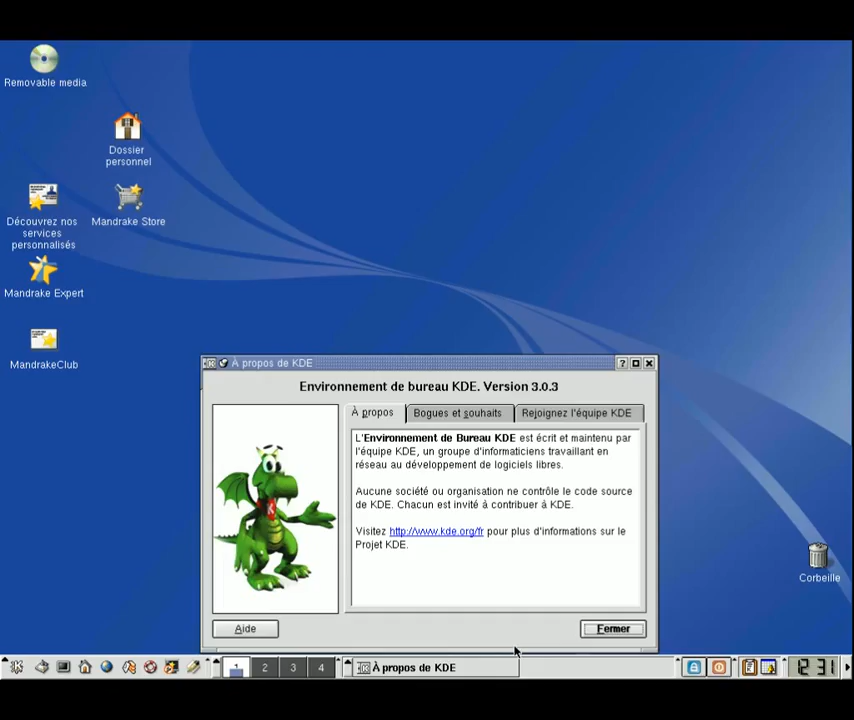 Removable media
Dossier
personnel
Découvrez nos
services
personnalisés
Mandrake Store
Mandrake Expert
MandrakeClub
À propos de KDE
Environnement de bureau KDE. Version 3.0.3
À propos
Bogues et souhaits
Rejoignez l'équipe KDE
L'Environnement de Bureau KDE est écrit et maintenu par
l'équipe KDE, un groupe d'informaticiens travaillant en
réseau au développement de logiciels libres.
Aucune société ou organisation ne contrôle le code source
de KDE. Chacun est invité à contribuer à KDE.
Visitez http://www.kde.org/fr pour plus d'informations sur le
Projet KDE.
Aide
Fermer
Corbeille
1
2
3
4
À propos de KDE
12:31